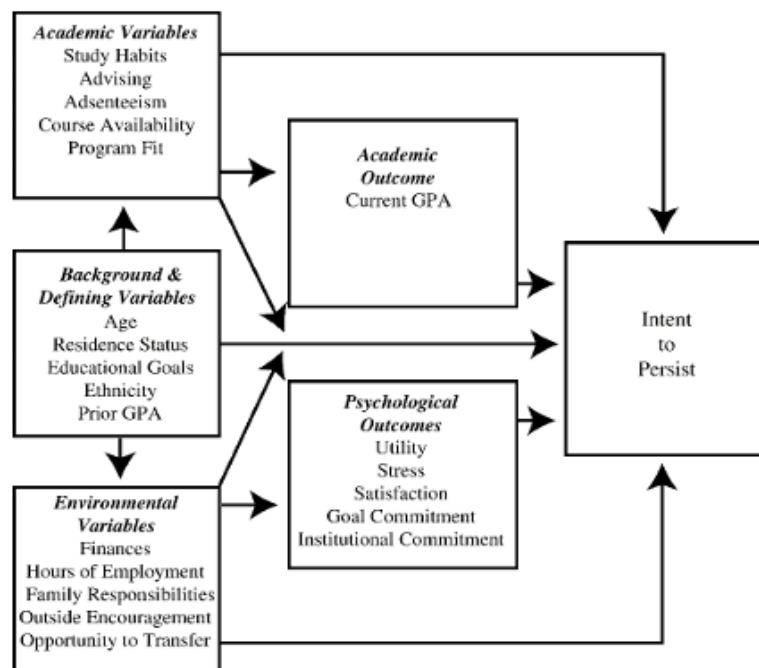 Academic Variables
Study Habits
Advising
Adsenteeism
Course Availability
Program Fit
Academic
Outcome
Current GPA
Background &
Defining Variables
Age
Residence Status
Educational Goals
Ethnicity
Prior GPA
Intent
to
Persist
Psychological
Outcomes
Utility
Stress
Satisfaction
Goal Commitment
Institutional Commitment
Environmental
Variables
Finances
Hours of Employment
Family Responsibilities
Outside Encouragement
Opportunity to Transfer